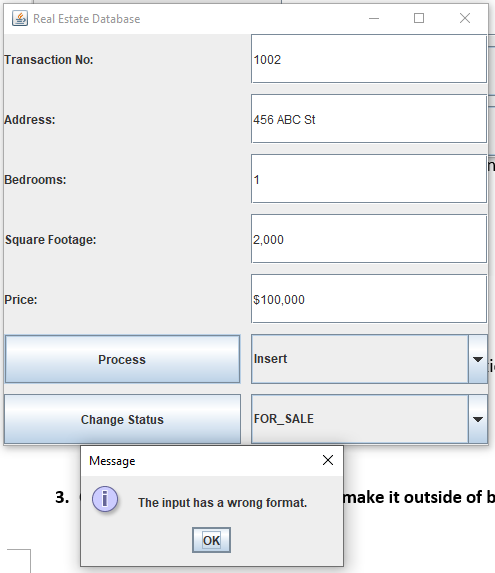 Real Estate Database
Transaction No:
1002
Address:
456 ABC St
Bedrooms:
1
Square Footage:
2,000
Price:
$100,000
Process
Insert
Change Status
FOR_SALE
Message
The input has a wrong format.
OK
3.
make it outside of b